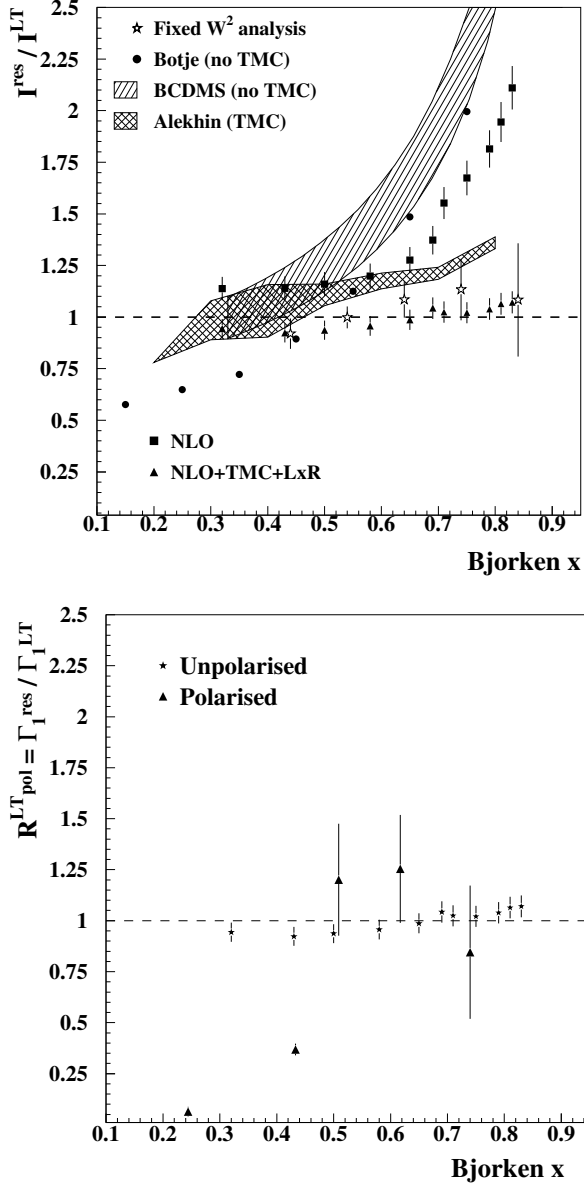 I^res / I^LT
2.5
2.25
2
1.75
1.5
1.25
1
0.75
0.5
0.25
Fixed W² analysis
Botje (no TMC)
BCDMS (no TMC)
Alekhin (TMC)
NLO
NLO+TMC+LxR
0.1 0.2 0.3 0.4 0.5 0.6 0.7 0.8 0.9
Bjorken x
R^LT_pol = Γ₁^res / Γ₁^LT
2.5
2.25
2
1.75
1.5
1.25
1
0.75
0.5
0.25
Unpolarised
Polarised
0.1 0.2 0.3 0.4 0.5 0.6 0.7 0.8 0.9
Bjorken x